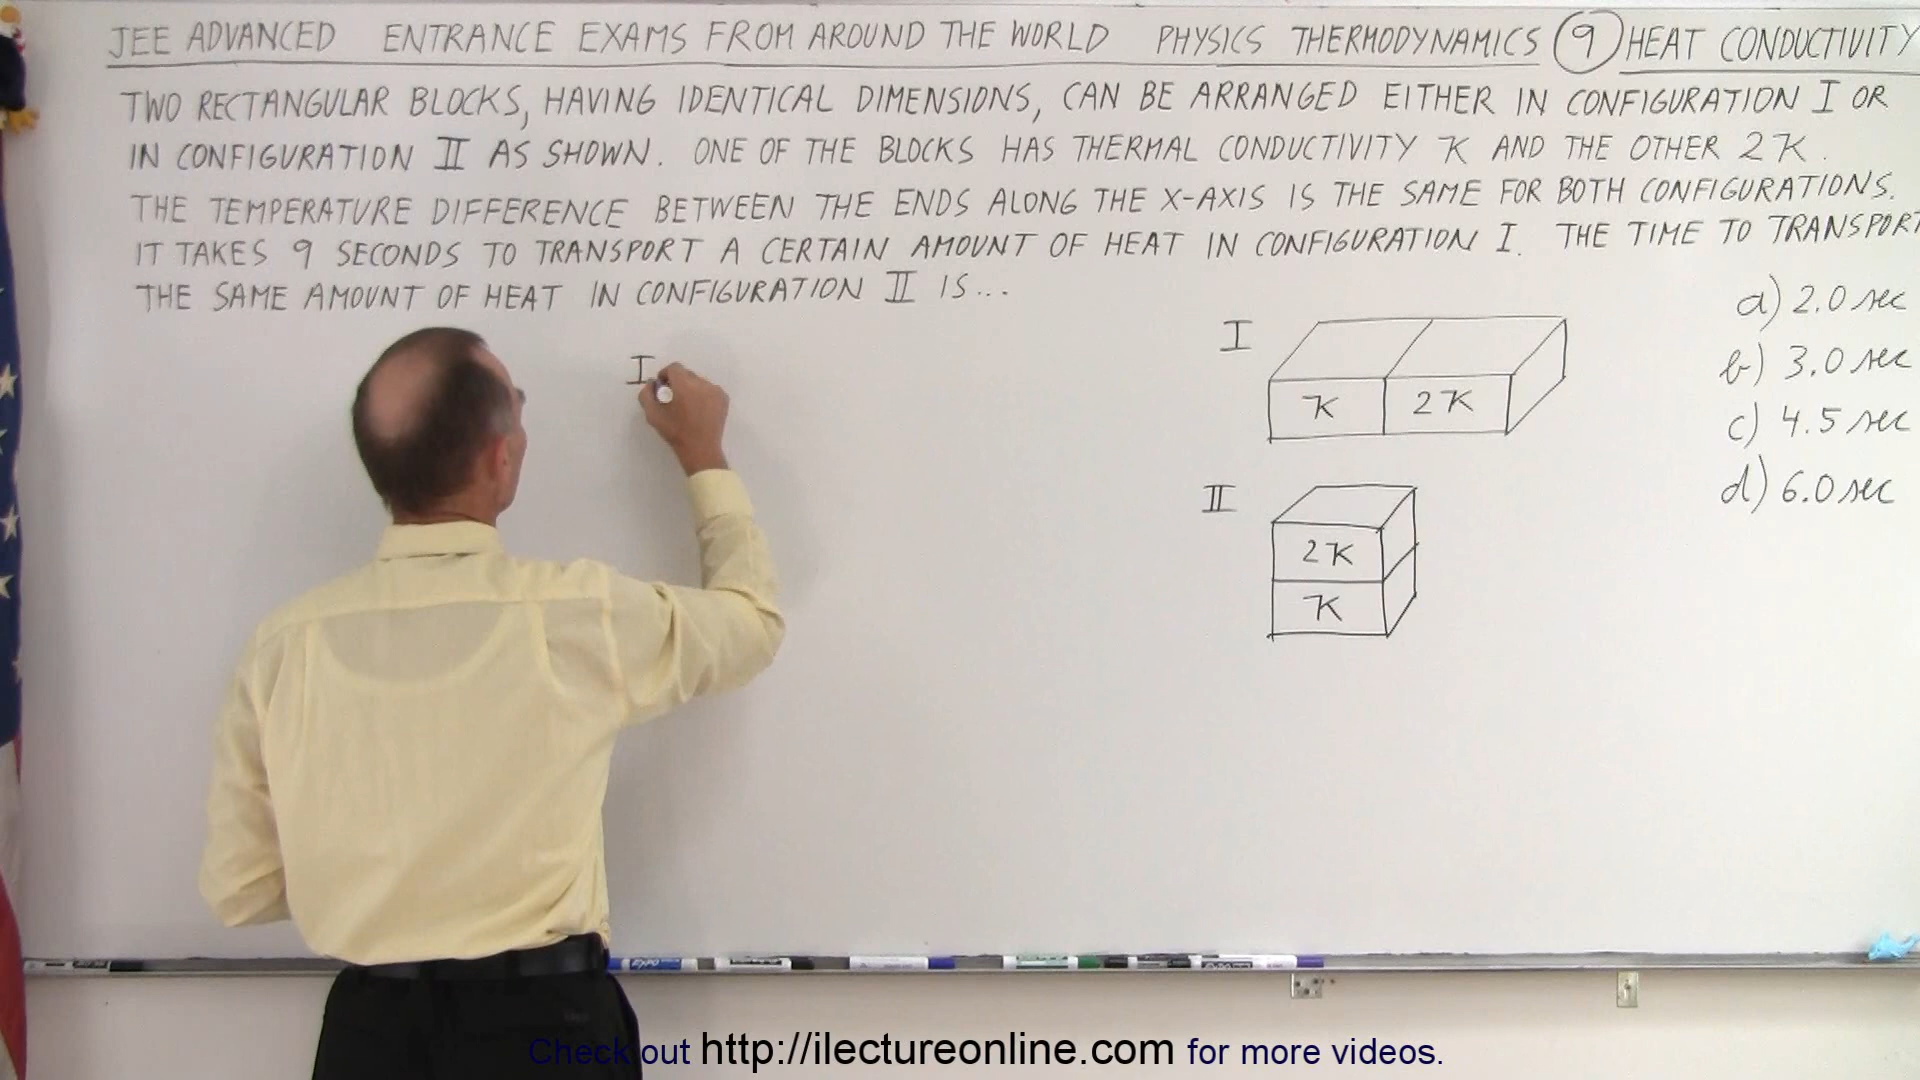 JEE ADVANCED ENTRANCE EXAMS FROM AROUND THE WORLD PHYSICS THERMODYNAMICS 9 HEAT CONDUCTIVITY
TWO RECTANGULAR BLOCKS, HAVING IDENTICAL DIMENSIONS, CAN BE ARRANGED EITHER IN CONFIGURATION I OR
IN CONFIGURATION II AS SHOWN. ONE OF THE BLOCKS HAS THERMAL CONDUCTIVITY K AND THE OTHER 2K.
THE TEMPERATURE DIFFERENCE BETWEEN THE ENDS ALONG THE X-AXIS IS THE SAME FOR BOTH CONFIGURATIONS.
IT TAKES 9 SECONDS TO TRANSPORT A CERTAIN AMOUNT OF HEAT IN CONFIGURATION I. THE TIME TO TRANSPORT
THE SAME AMOUNT OF HEAT IN CONFIGURATION II IS...
a) 2.0 sec
b) 3.0 sec
c) 4.5 sec
d) 6.0 sec
I
I
K 2K
II
2K
K
EXPO
Check out http://ilectureonline.com for more videos.